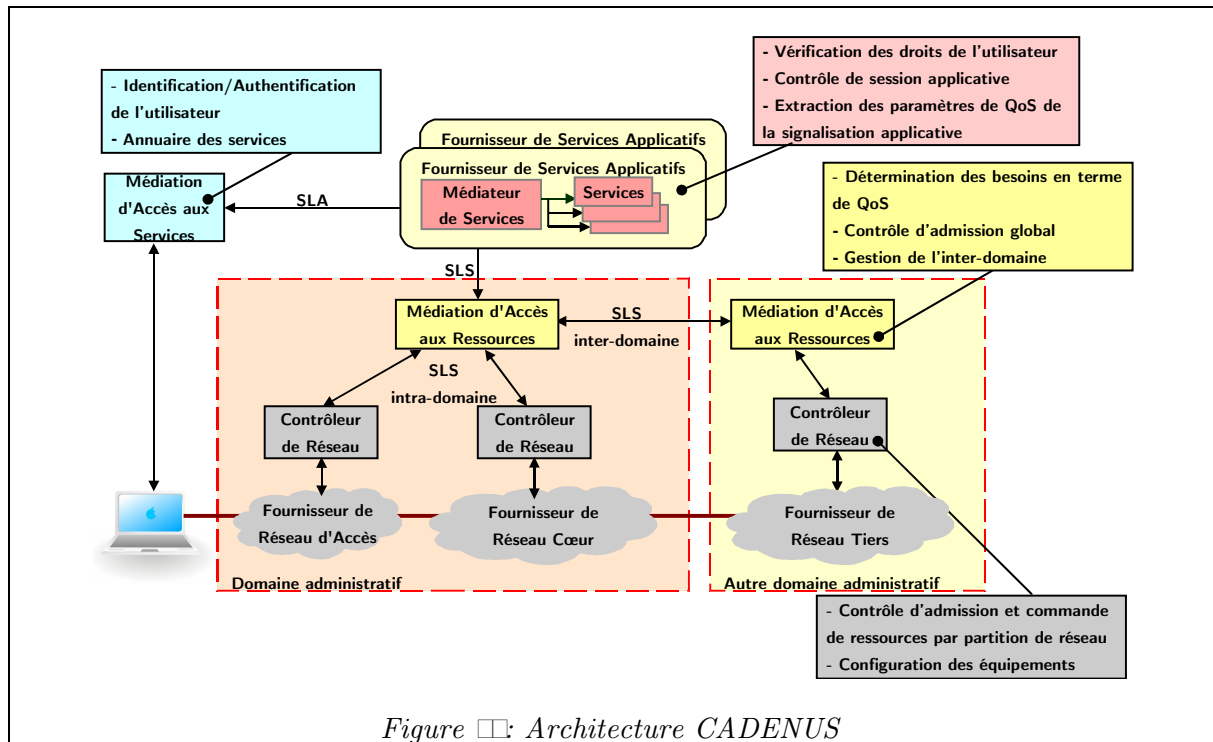 - Identification/Authentification
de l'utilisateur
- Annuaire des services
- Vérification des droits de l'utilisateur
- Contrôle de session applicative
- Extraction des paramètres de QoS de
la signalisation applicative
Fournisseur de Services Applicatifs
Fournisseur de Services Applicatifs
Médiateur
de Services
Services
Médiation
d'Accès aux
Services
SLA
- Détermination des besoins en terme
de QoS
- Contrôle d'admission global
- Gestion de l'inter-domaine
SLS
Médiation d'Accès
aux Ressources
SLS
inter-domaine
Médiation d'Accès
aux Ressources
SLS
intra-domaine
Contrôleur
de Réseau
Contrôleur
de Réseau
Contrôleur
de Réseau
Fournisseur de
Réseau d'Accès
Fournisseur de
Réseau Cœur
Fournisseur de
Réseau Tiers
Domaine administratif
Autre domaine administratif
- Contrôle d'admission et commande
de ressources par partition de réseau
- Configuration des équipements
Figure □□: Architecture CADENUS